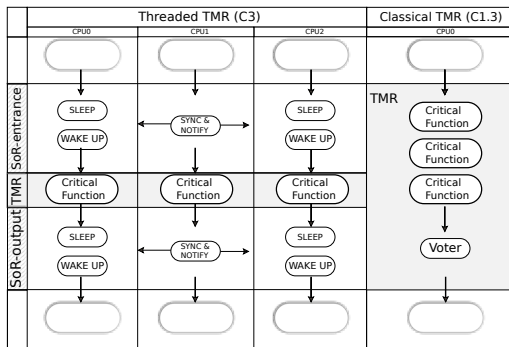 Threaded TMR (C3)
Classical TMR (C1.3)
CPU0
CPU1
CPU2
CPU0
SoR-entrance
SLEEP
WAKE UP
SYNC &
NOTIFY
SLEEP
WAKE UP
TMR
Critical
Function
Critical
Function
Critical
Function
SoR-output
SLEEP
WAKE UP
SYNC &
NOTIFY
SLEEP
WAKE UP
TMR
Critical
Function
Critical
Function
Critical
Function
Voter